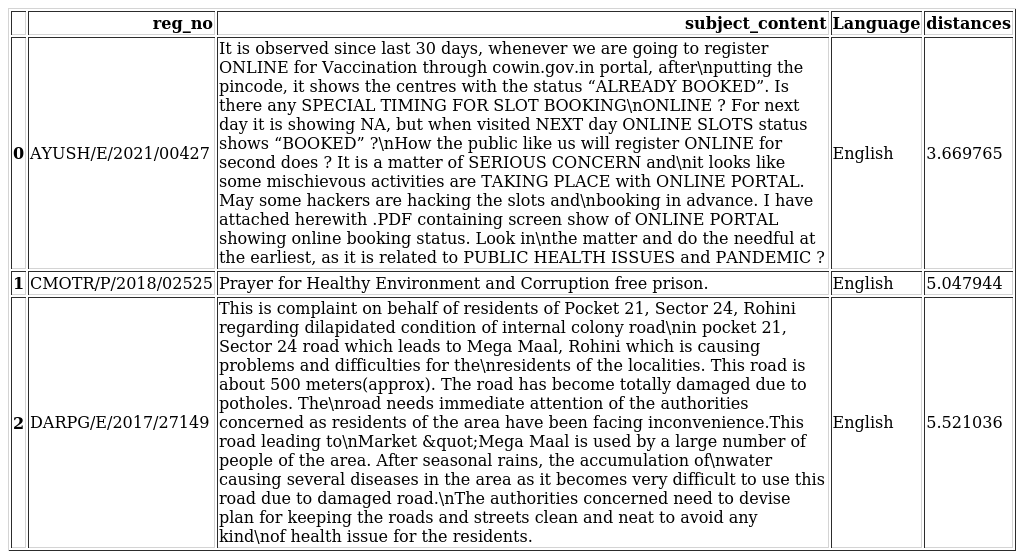 reg_no subject_content Language distances
It is observed since last 30 days, whenever we are going to register
ONLINE for Vaccination through cowin.gov.in portal, after\nputting the
pincode, it shows the centres with the status “ALREADY BOOKED”. Is
there any SPECIAL TIMING FOR SLOT BOOKING\nONLINE ? For next
day it is showing NA, but when visited NEXT day ONLINE SLOTS status
shows “BOOKED” ?\nHow the public like us will register ONLINE for
0 AYUSH/E/2021/00427 second does ? It is a matter of SERIOUS CONCERN and\nit looks like English 3.669765
some mischievous activities are TAKING PLACE with ONLINE PORTAL.
May some hackers are hacking the slots and\nbooking in advance. I have
attached herewith .PDF containing screen show of ONLINE PORTAL
showing online booking status. Look in\nthe matter and do the needful at
the earliest, as it is related to PUBLIC HEALTH ISSUES and PANDEMIC ?
1 CMOTR/P/2018/02525 Prayer for Healthy Environment and Corruption free prison. English 5.047944
This is complaint on behalf of residents of Pocket 21, Sector 24, Rohini
regarding dilapidated condition of internal colony road\nin pocket 21,
Sector 24 road which leads to Mega Maal, Rohini which is causing
problems and difficulties for the\nresidents of the localities. This road is
about 500 meters(approx). The road has become totally damaged due to
potholes. The\nroad needs immediate attention of the authorities
2 DARPG/E/2017/27149 concerned as residents of the area have been facing inconvenience.This English 5.521036
road leading to\nMarket &quot;Mega Maal is used by a large number of
people of the area. After seasonal rains, the accumulation of\nwater
causing several diseases in the area as it becomes very difficult to use this
road due to damaged road.\nThe authorities concerned need to devise
plan for keeping the roads and streets clean and neat to avoid any
kind\nof health issue for the residents.